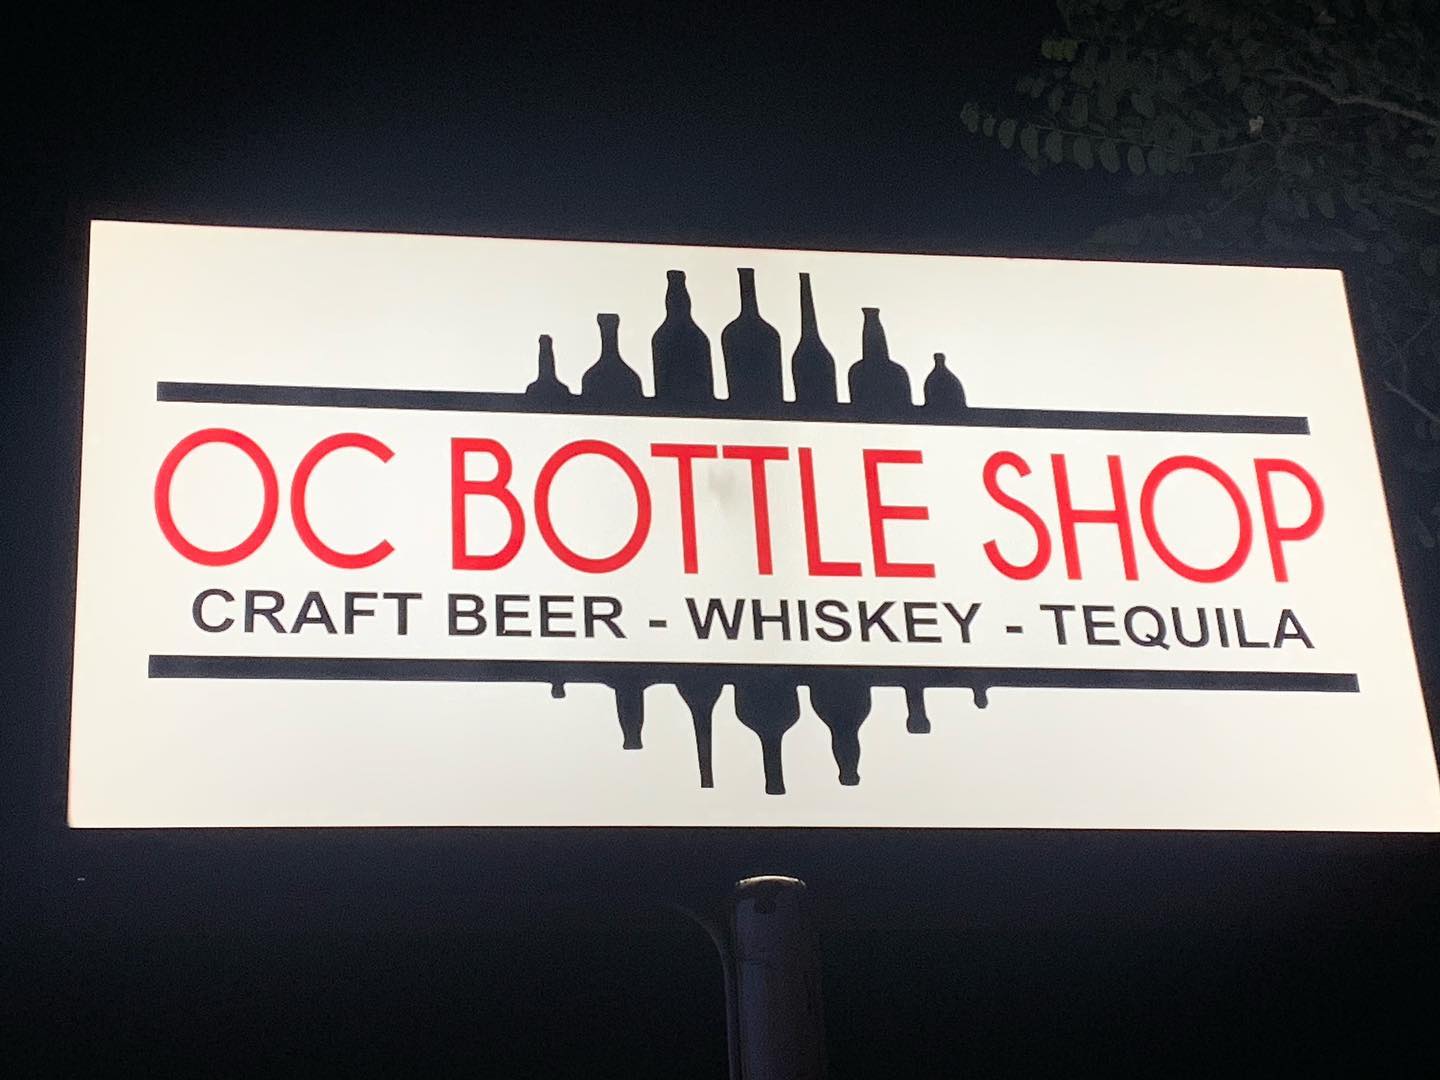 OC BOTTLE SHOP
CRAFT BEER - WHISKEY - TEQUILA